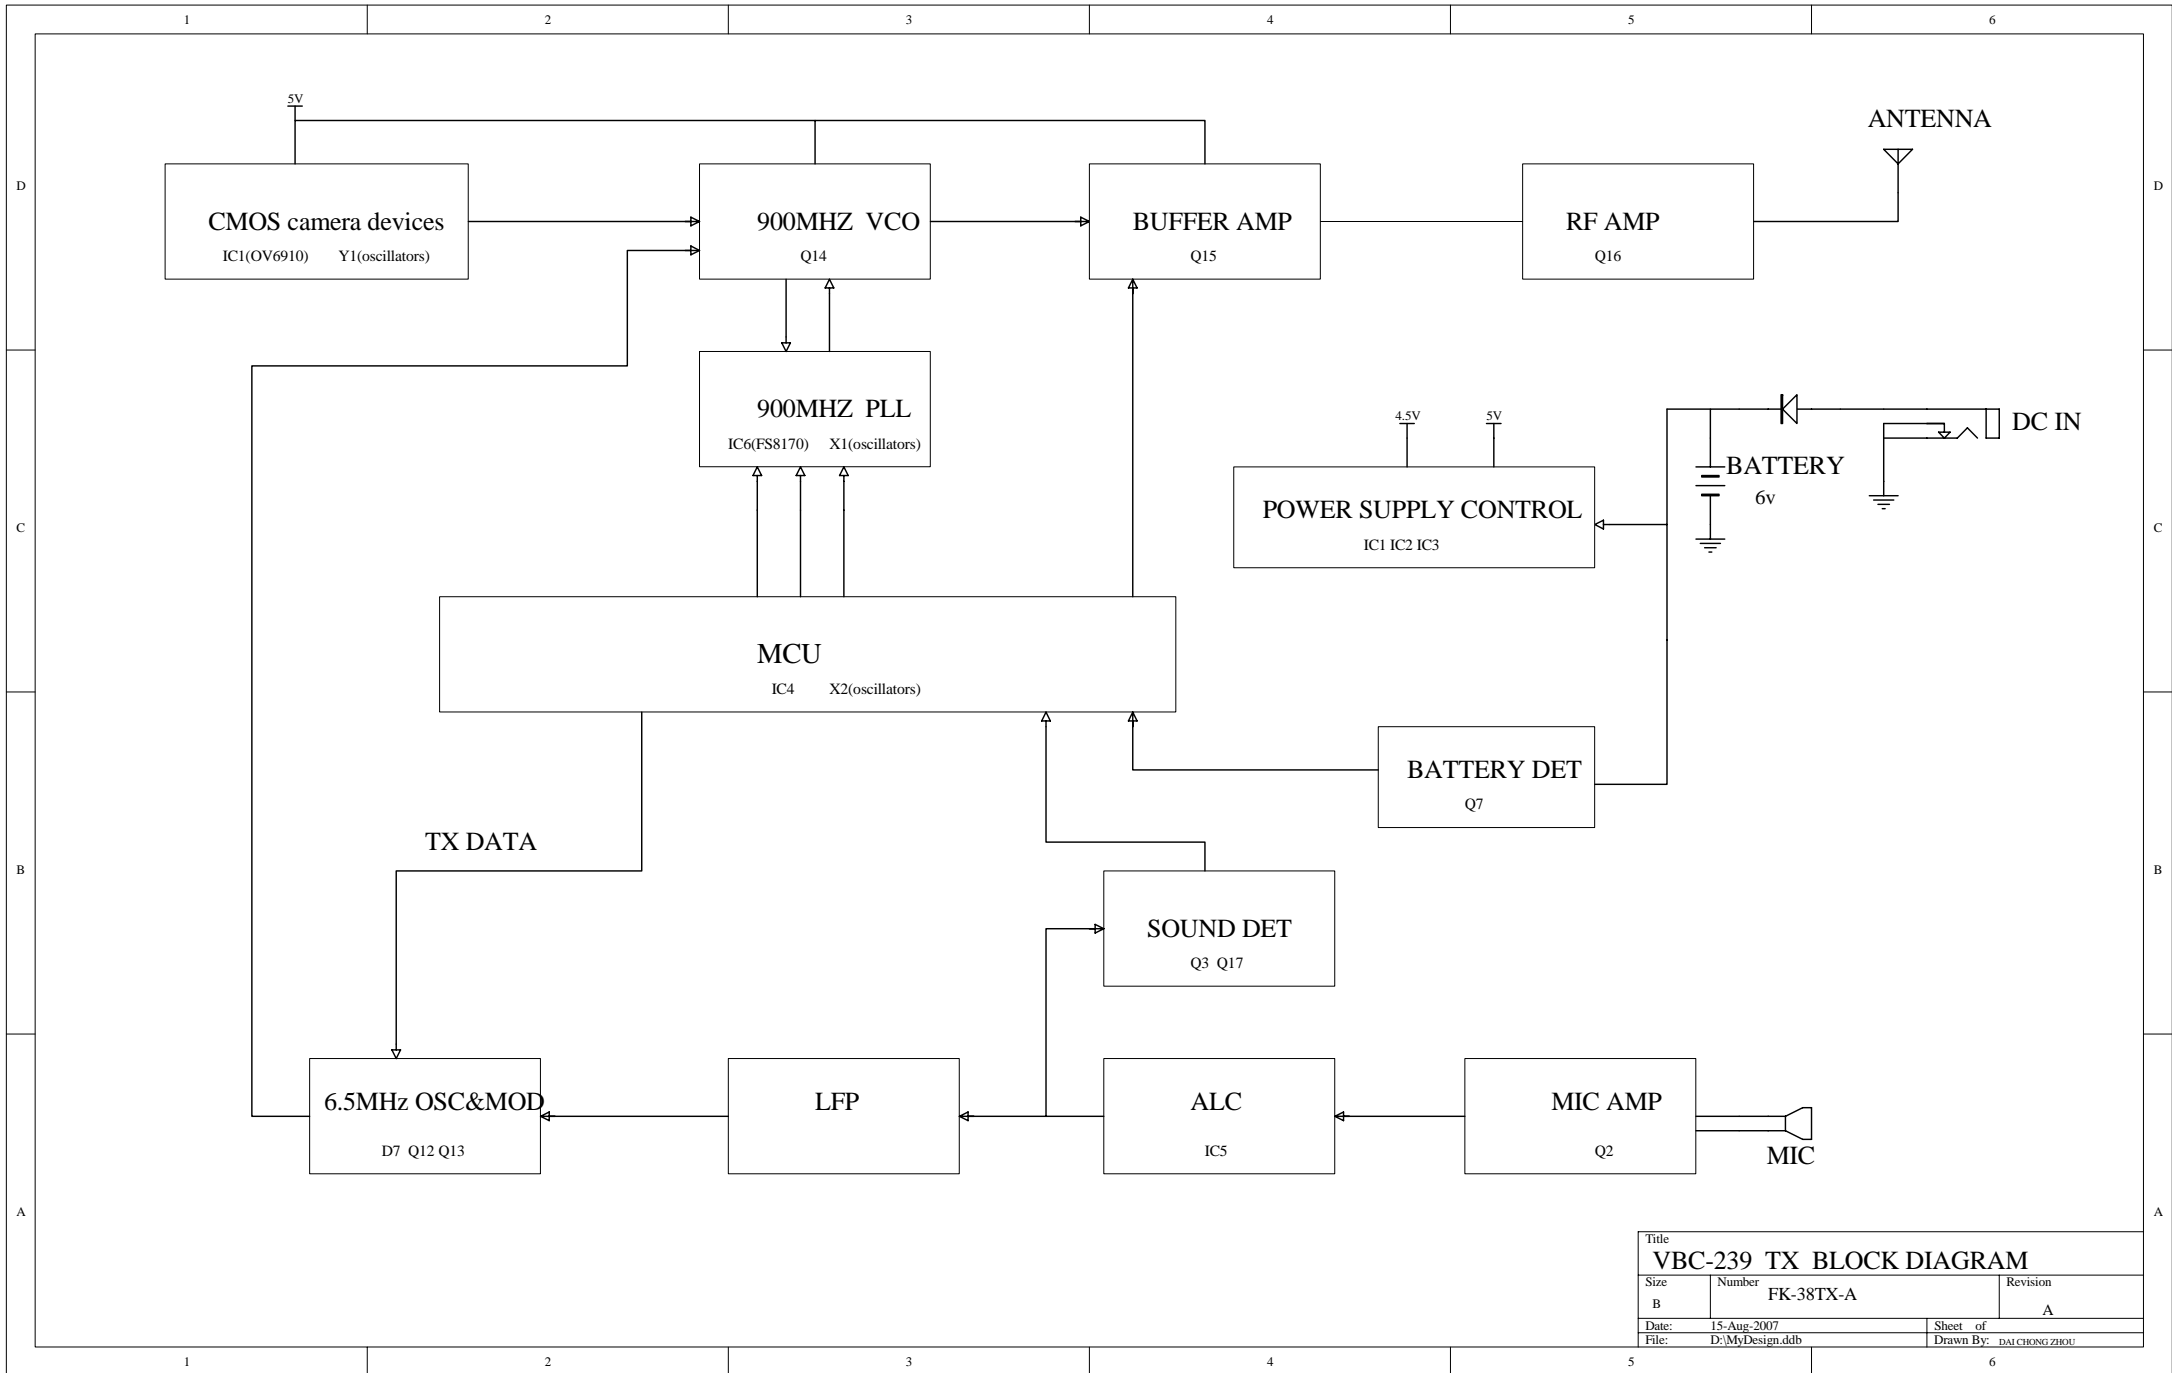 1 2 3 4 5 6
5V
ANTENNA
D D
CMOS camera devices
IC1(OV6910) Y1(oscillators)
900MHZ VCO
Q14
BUFFER AMP
Q15
RF AMP
Q16
900MHZ PLL
IC6(FS8170) X1(oscillators)
4.5V 5V
DC IN
BATTERY
6v
POWER SUPPLY CONTROL
IC1 IC2 IC3
C C
MCU
IC4 X2(oscillators)
BATTERY DET
Q7
TX DATA
B B
SOUND DET
Q3 Q17
6.5MHz OSC&MOD
D7 Q12 Q13
LFP
ALC
IC5
MIC AMP
Q2
MIC
A A
Title
VBC-239 TX BLOCK DIAGRAM
Size Number Revision
B FK-38TX-A A
Date: 15-Aug-2007 Sheet of
File: D:\MyDesign.ddb Drawn By: DAI CHONG ZHOU
1 2 3 4 5 6